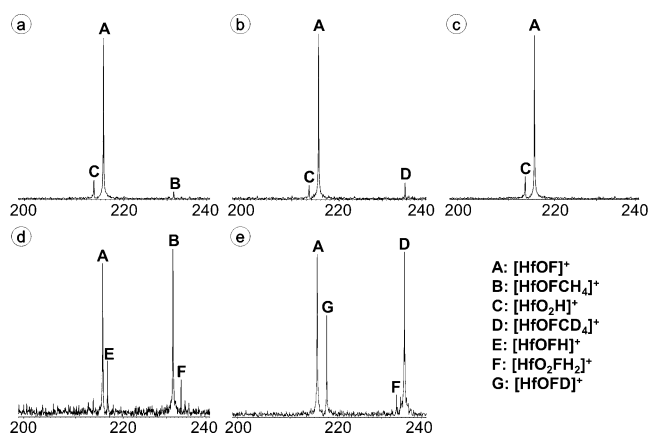 a
A
C
B
200 220 240
b
A
C
D
200 220 240
c
A
C
200 220 240
d
A
B
E
F
200 220 240
e
A
D
G
F
200 220 240
A: [HfOF]⁺
B: [HfOFCH₄]⁺
C: [HfO₂H]⁺
D: [HfOFCD₄]⁺
E: [HfOFH]⁺
F: [HfO₂FH₂]⁺
G: [HfOFD]⁺